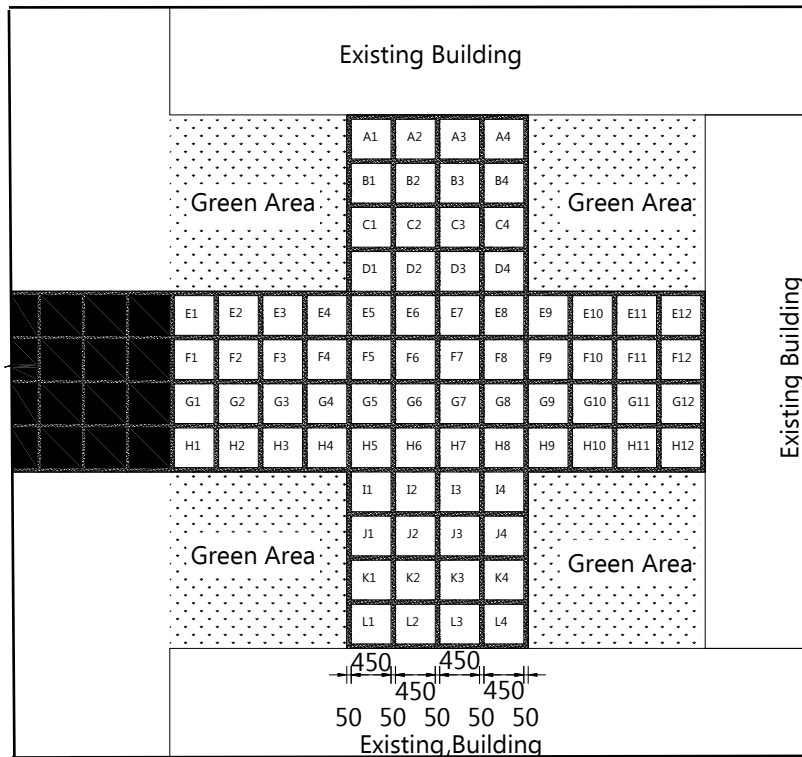 Existing Building
A1 A2 A3 A4
B1 B2 B3 B4
Green Area Green Area
C1 C2 C3 C4
D1 D2 D3 D4
E1 E2 E3 E4 E5 E6 E7 E8 E9 E10 E11 E12
F1 F2 F3 F4 F5 F6 F7 F8 F9 F10 F11 F12
Existing Building
G1 G2 G3 G4 G5 G6 G7 G8 G9 G10 G11 G12
H1 H2 H3 H4 H5 H6 H7 H8 H9 H10 H11 H12
I1 I2 I3 I4
J1 J2 J3 J4
Green Area Green Area
K1 K2 K3 K4
L1 L2 L3 L4
450 450
450 450
50 50 50 50 50
Existing,Building